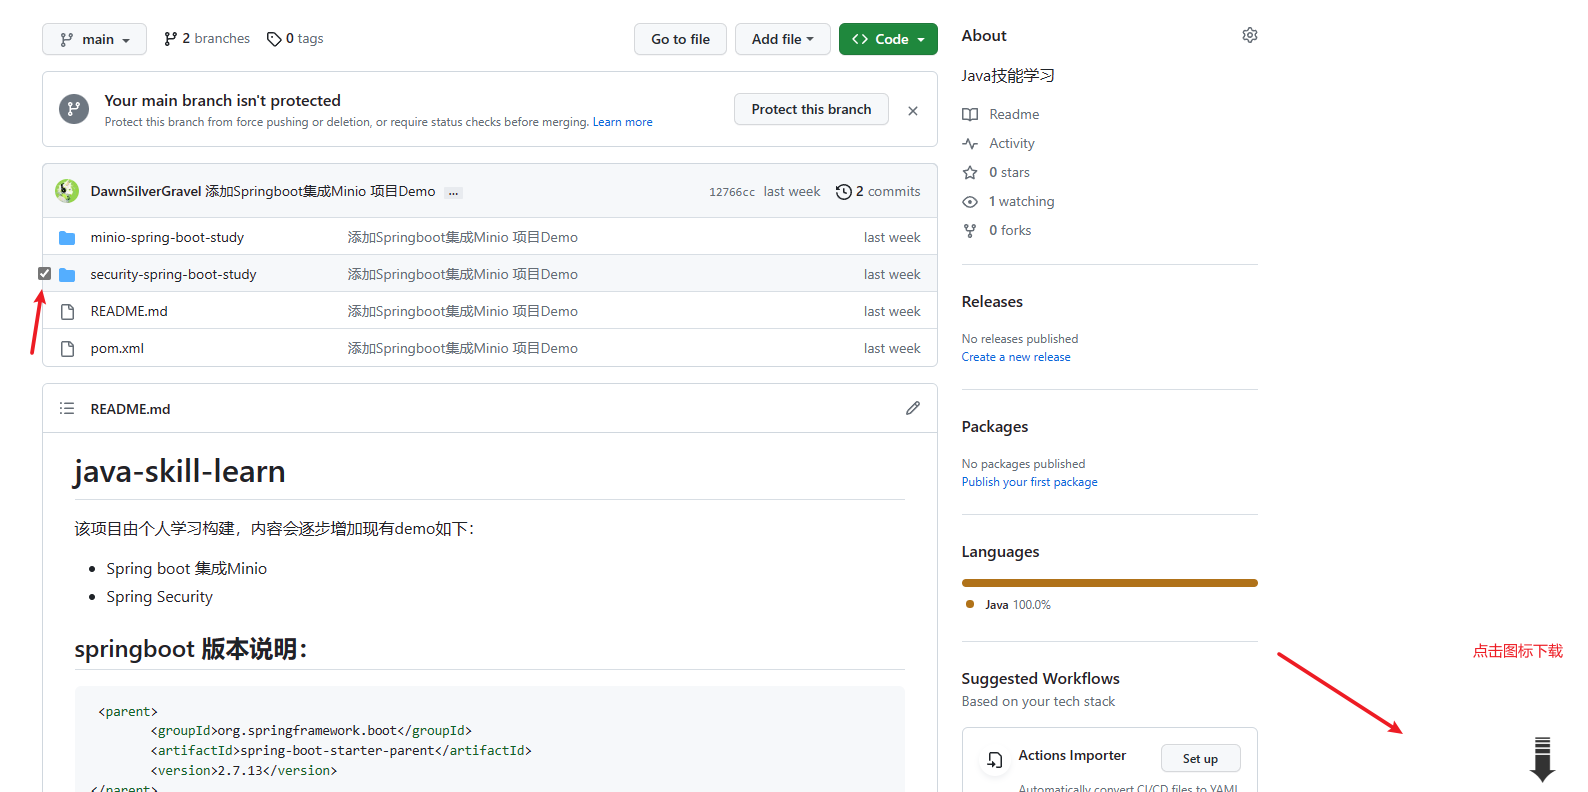 main
2 branches
0 tags
Go to file
Add file
Code
Your main branch isn't protected
Protect this branch from force pushing or deletion, or require status checks before merging. Learn more
Protect this branch
DawnSilverGravel 添加Springboot集成Minio 项目Demo ...
12766cc last week
2 commits
minio-spring-boot-study 添加Springboot集成Minio 项目Demo last week
security-spring-boot-study 添加Springboot集成Minio 项目Demo last week
README.md 添加Springboot集成Minio 项目Demo last week
pom.xml 添加Springboot集成Minio 项目Demo last week
README.md
java-skill-learn
该项目由个人学习构建，内容会逐步增加现有demo如下：
Spring boot 集成Minio
Spring Security
springboot 版本说明：
<parent>
<groupId>org.springframework.boot</groupId>
<artifactId>spring-boot-starter-parent</artifactId>
<version>2.7.13</version>
</parent>
About
Java技能学习
Readme
Activity
0 stars
1 watching
0 forks
Releases
No releases published
Create a new release
Packages
No packages published
Publish your first package
Languages
Java 100.0%
Suggested Workflows
Based on your tech stack
Actions Importer
Set up
Automatically convert CI/CD files to YAML
点击图标下载